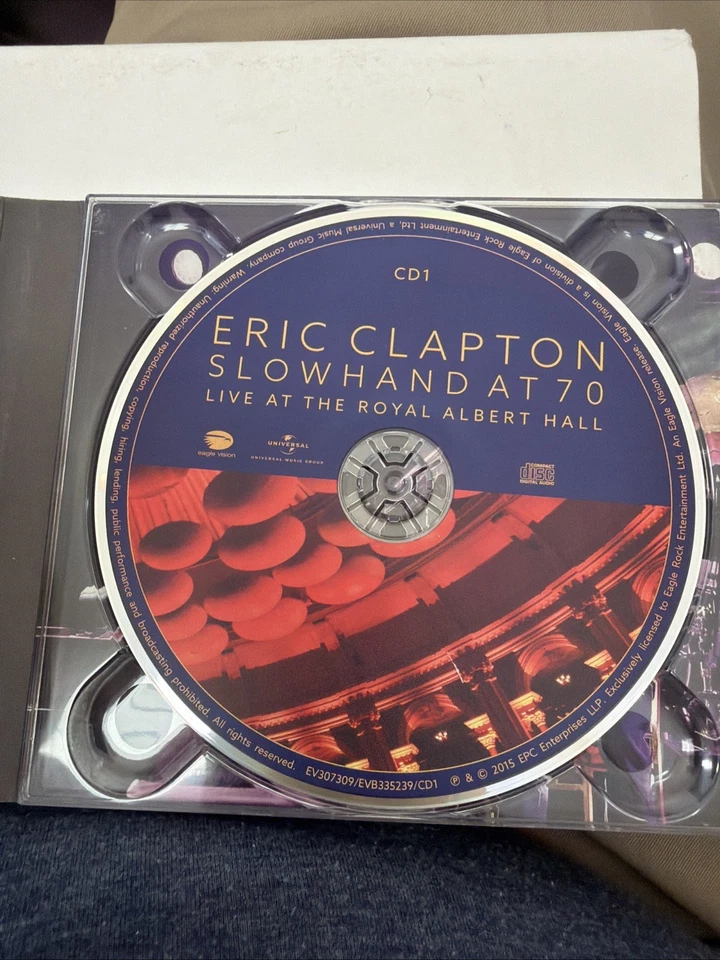 CD1
ERIC CLAPTON
SLOWHAND AT 70
LIVE AT THE ROYAL ALBERT HALL
eagle vision
UNIVERSAL
UNIVERSAL MUSIC GROUP
COMPACT
disc
DIGITAL AUDIO
EV307309/EVB335239/CD1 ℗ & © 2015 EPC Enterprises LLP. Exclusively licensed to Eagle Rock Entertainment Ltd. An Eagle Vision release. Eagle Vision is a division of Eagle Rock Entertainment Ltd, a Universal Music Group company. Warning: Unauthorized reproduction, copying, hiring, lending, public performance and broadcasting prohibited. All rights reserved.